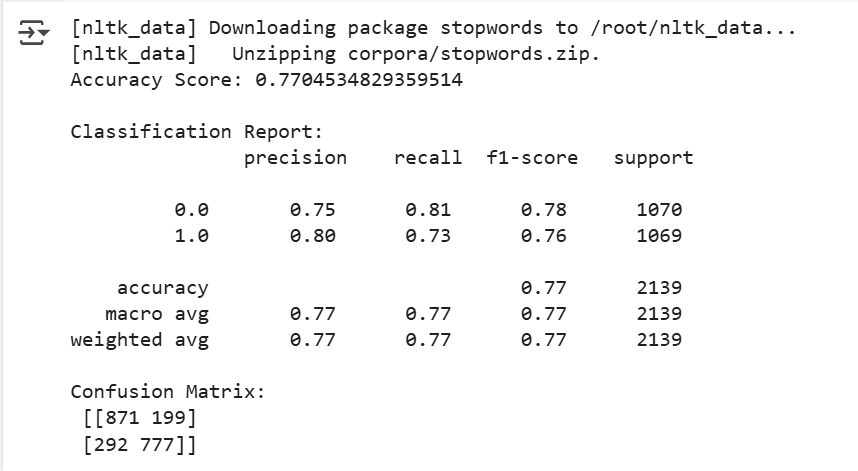 [nltk_data] Downloading package stopwords to /root/nltk_data...
[nltk_data]   Unzipping corpora/stopwords.zip.
Accuracy Score: 0.7704534829359514

Classification Report:
               precision    recall  f1-score   support

         0.0       0.75      0.81      0.78      1070
         1.0       0.80      0.73      0.76      1069

    accuracy                           0.77      2139
   macro avg       0.77      0.77      0.77      2139
weighted avg       0.77      0.77      0.77      2139

Confusion Matrix:
 [[871 199]
 [292 777]]